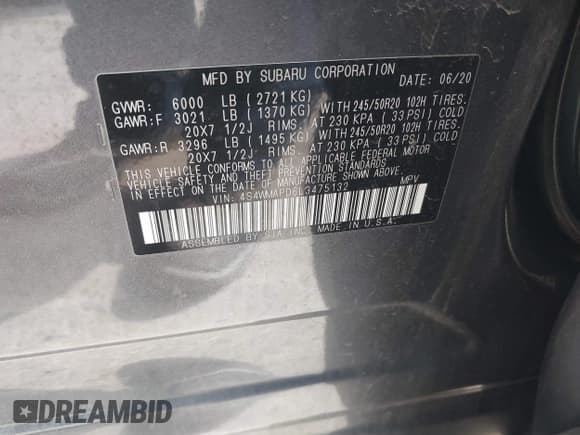 MFD BY SUBARU CORPORATION DATE: 06/20
GVWR: 6000 LB ( 2721 KG)
GAWR:F 3021 LB ( 1370 KG) WITH 245/50R20 102H TIRES.
20X7 1/2J RIMS. AT 230 KPA ( 33 PSI) COLD
GAWR:R 3296 LB ( 1495 KG) WITH 245/50R20 102H TIRES.
20X7 1/2J RIMS. AT 230 KPA ( 33 PSI) COLD
THIS VEHICLE CONFORMS TO ALL APPLICABLE FEDERAL MOTOR
VEHICLE SAFETY AND THEFT PREVENTION STANDARDS
IN EFFECT ON THE DATE OF MANUFACTURE SHOWN ABOVE.
VIN: MPV
ASSEMBLED BY SIA INC. MADE IN U.S.A.
DREAMBID